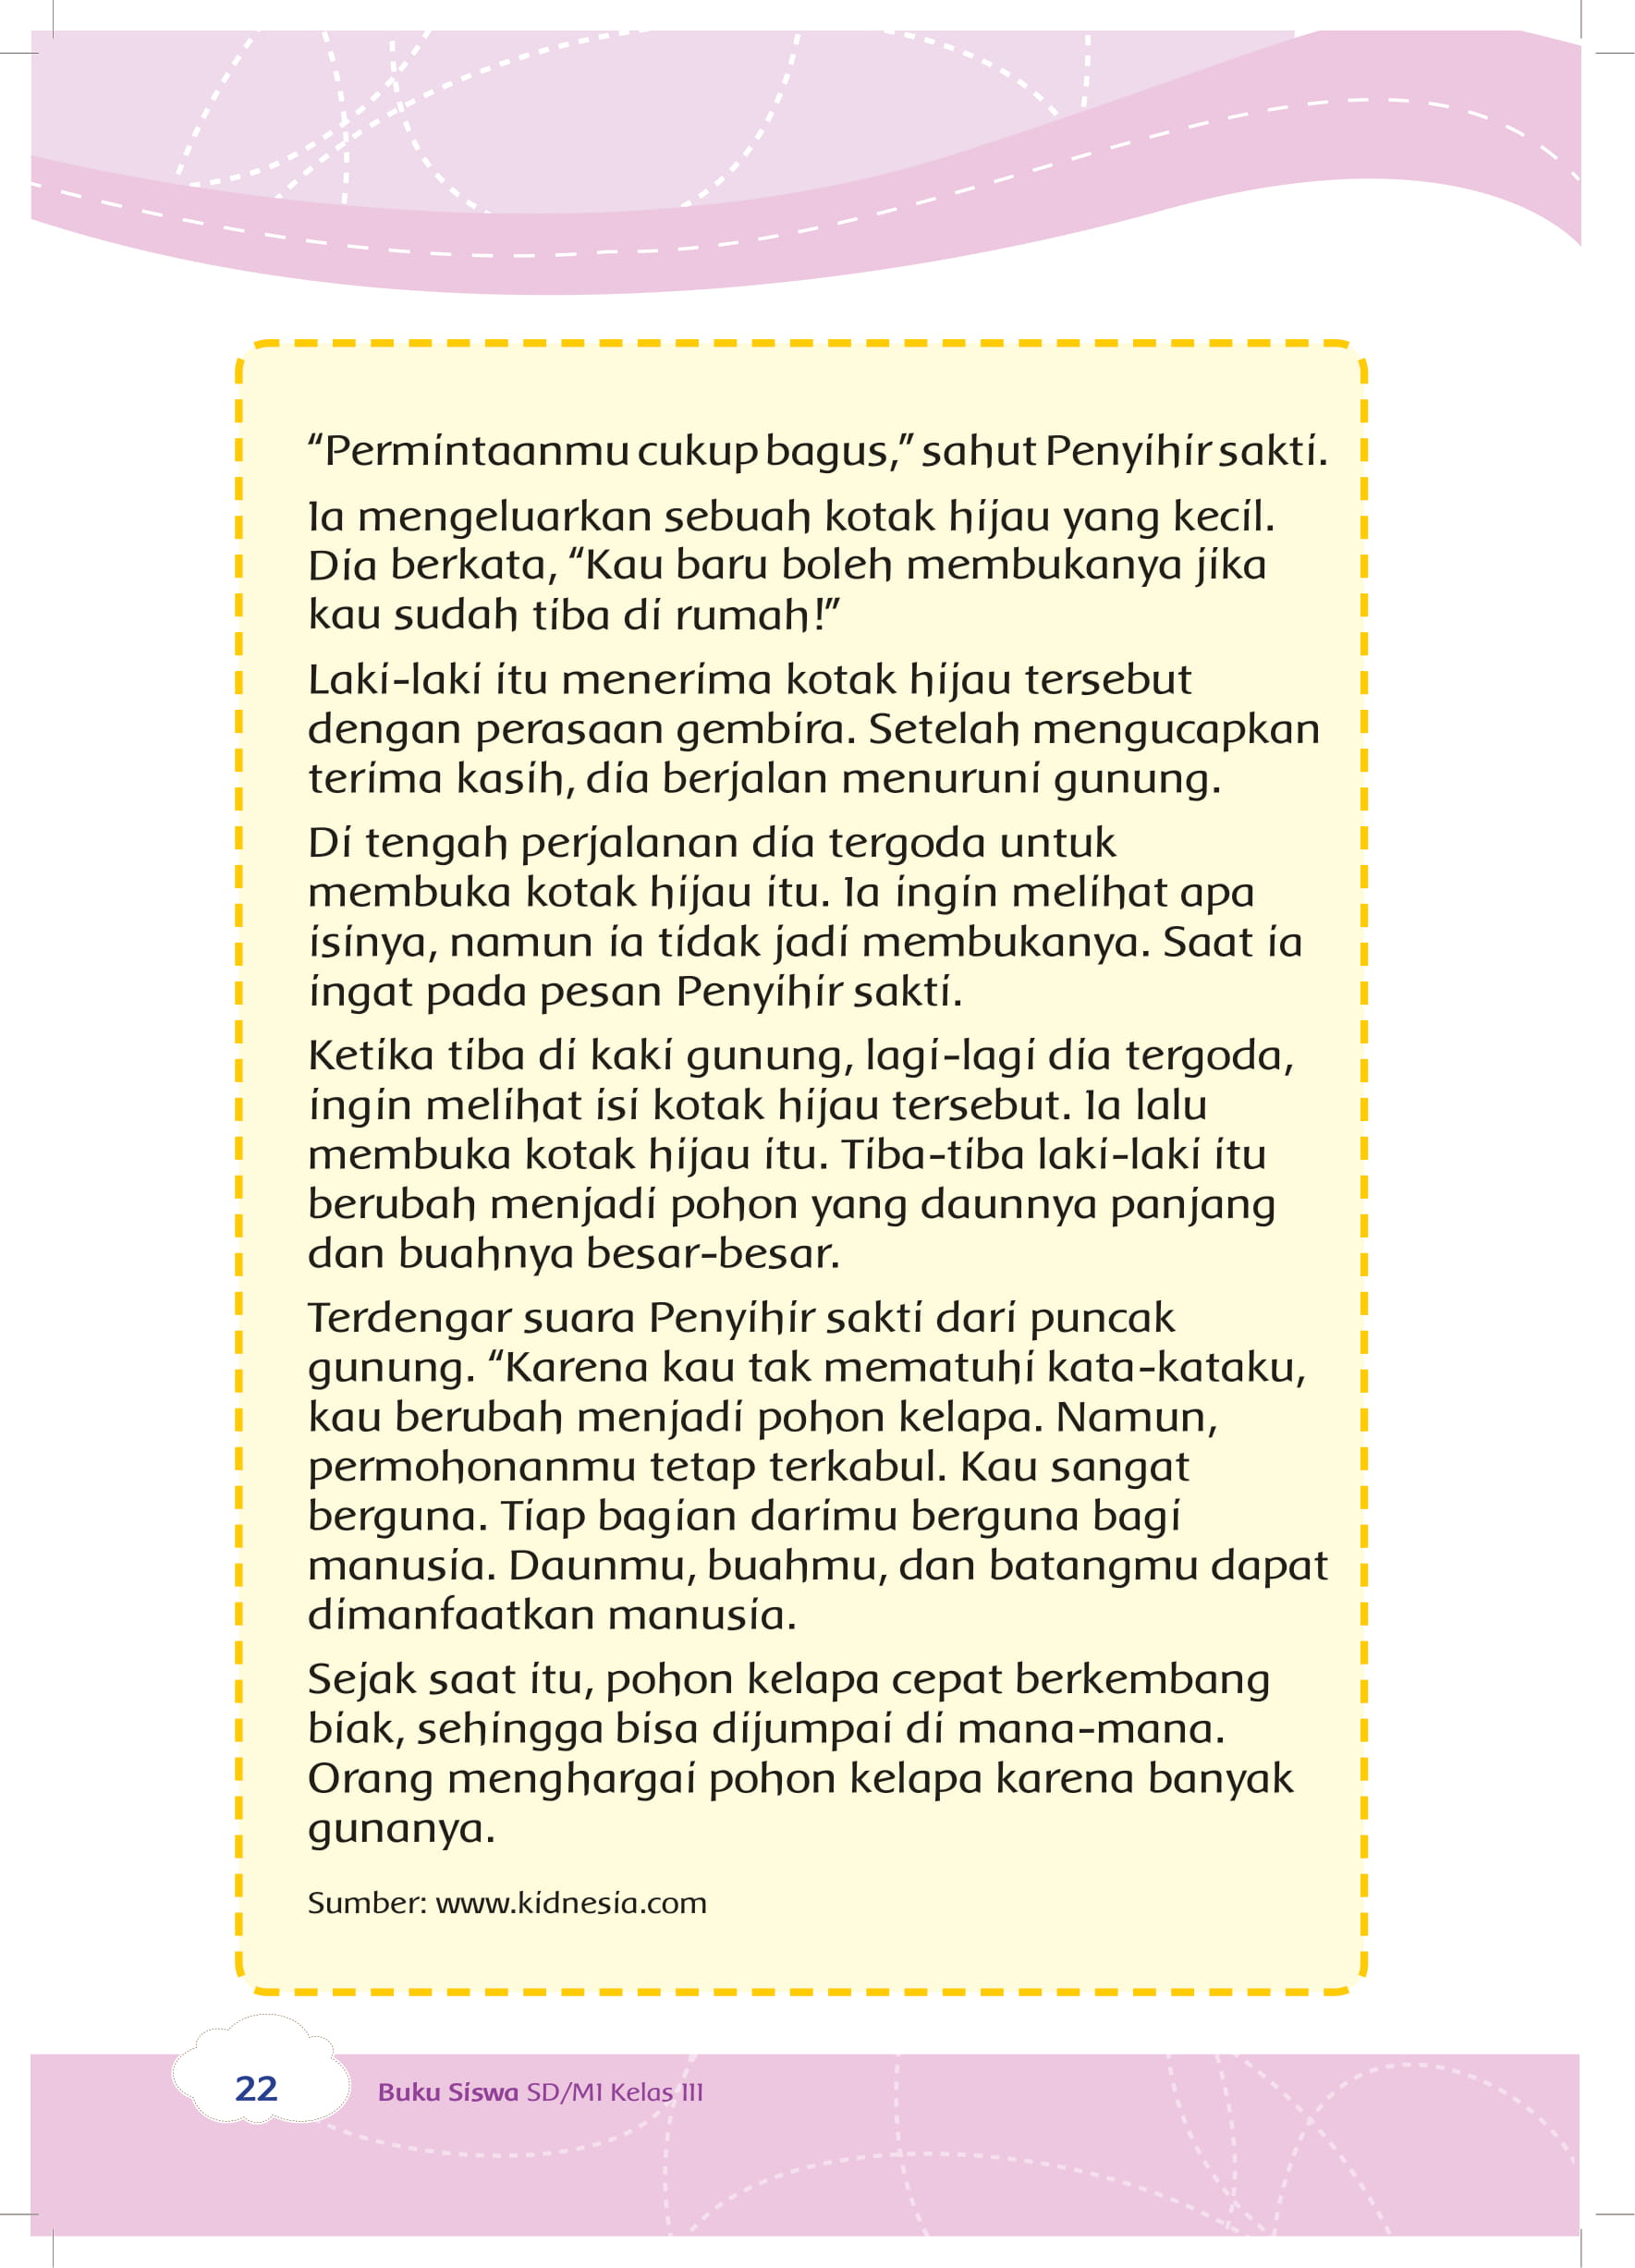 “Permintaanmu cukup bagus,” sahut Penyihir sakti.
Ia mengeluarkan sebuah kotak hijau yang kecil.
Dia berkata, “Kau baru boleh membukanya jika
kau sudah tiba di rumah!”
Laki-laki itu menerima kotak hijau tersebut
dengan perasaan gembira. Setelah mengucapkan
terima kasih, dia berjalan menuruni gunung.
Di tengah perjalanan dia tergoda untuk
membuka kotak hijau itu. Ia ingin melihat apa
isinya, namun ia tidak jadi membukanya. Saat ia
ingat pada pesan Penyihir sakti.
Ketika tiba di kaki gunung, lagi-lagi dia tergoda,
ingin melihat isi kotak hijau tersebut. Ia lalu
membuka kotak hijau itu. Tiba-tiba laki-laki itu
berubah menjadi pohon yang daunnya panjang
dan buahnya besar-besar.
Terdengar suara Penyihir sakti dari puncak
gunung. “Karena kau tak mematuhi kata-kataku,
kau berubah menjadi pohon kelapa. Namun,
permohonanmu tetap terkabul. Kau sangat
berguna. Tiap bagian darimu berguna bagi
manusia. Daunmu, buahmu, dan batangmu dapat
dimanfaatkan manusia.
Sejak saat itu, pohon kelapa cepat berkembang
biak, sehingga bisa dijumpai di mana-mana.
Orang menghargai pohon kelapa karena banyak
gunanya.
Sumber: www.kidnesia.com
22
Buku Siswa SD/MI Kelas III